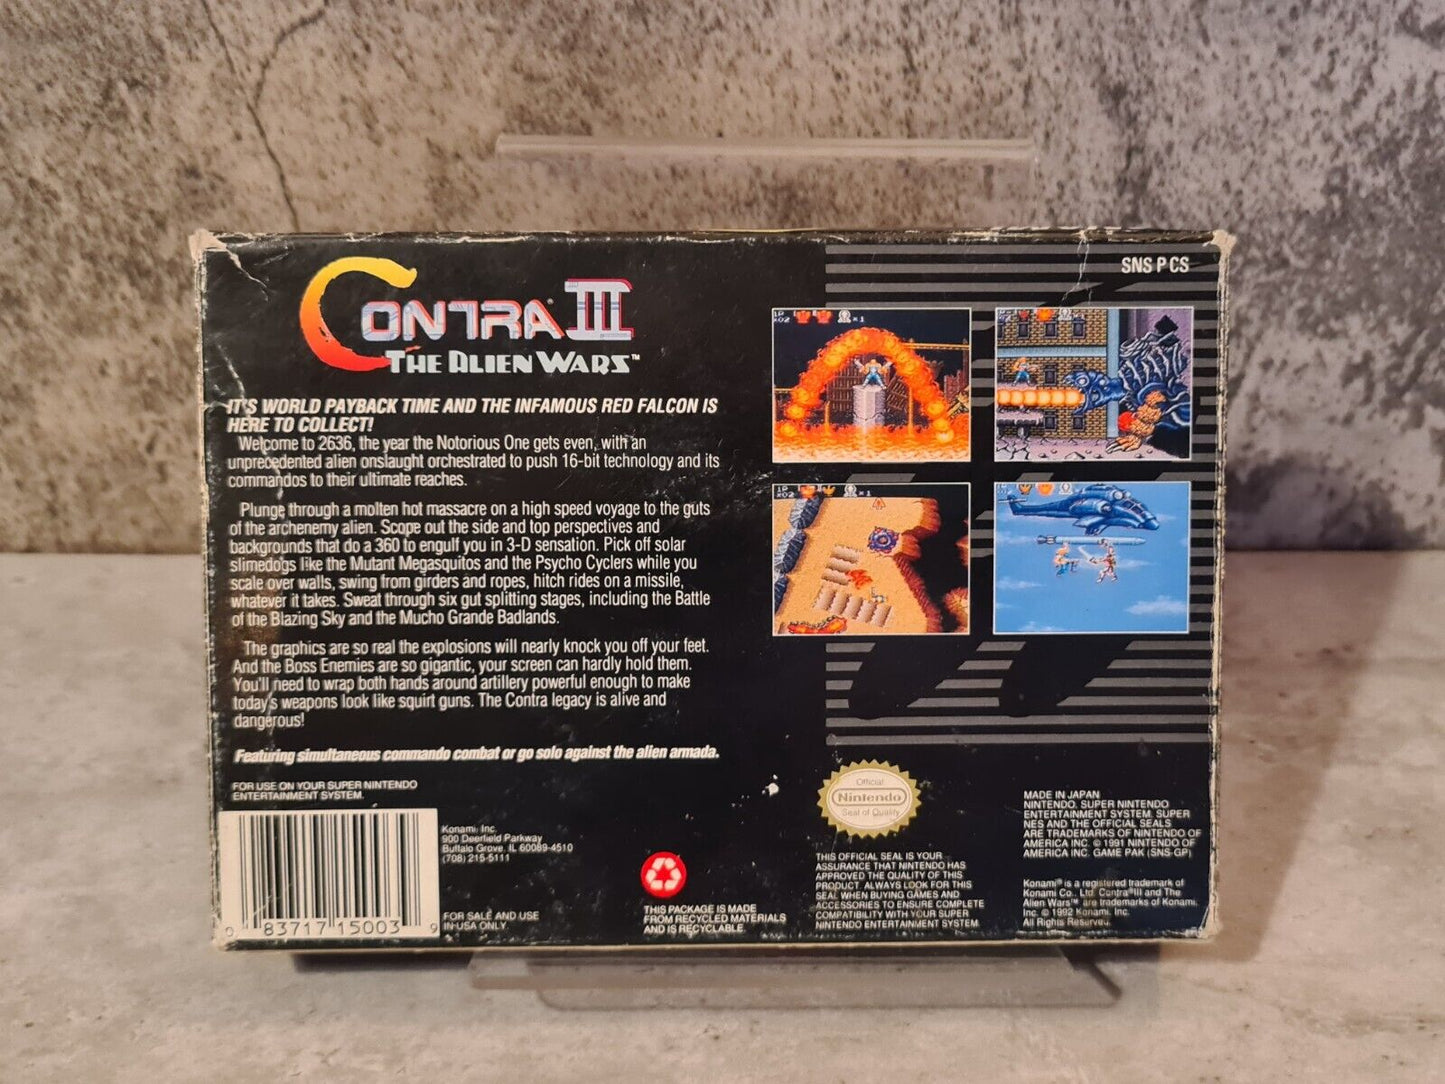 SNS P CS
CONTRA® III
THE ALIEN WARS™
IT'S WORLD PAYBACK TIME AND THE INFAMOUS RED FALCON IS
HERE TO COLLECT!
Welcome to 2636, the year the Notorious One gets even, with an
unprecedented alien onslaught orchestrated to push 16-bit technology and its
commandos to their ultimate reaches.
Plunge through a molten hot massacre on a high speed voyage to the guts
of the archenemy alien. Scope out the side and top perspectives and
backgrounds that do a 360 to engulf you in 3-D sensation. Pick off solar
slimedogs like the Mutant Megasquitos and the Psycho Cyclers while you
scale over walls, swing from girders and ropes, hitch rides on a missile,
whatever it takes. Sweat through six gut splitting stages, including the Battle
of the Blazing Sky and the Mucho Grande Badlands.
The graphics are so real the explosions will nearly knock you off your feet.
And the Boss Enemies are so gigantic, your screen can hardly hold them.
You'll need to wrap both hands around artillery powerful enough to make
today's weapons look like squirt guns. The Contra legacy is alive and
dangerous!
Featuring simultaneous commando combat or go solo against the alien armada.
FOR USE ON YOUR SUPER NINTENDO
ENTERTAINMENT SYSTEM.
Konami, Inc.
900 Deerfield Parkway
Buffalo Grove, IL 60089-4510
(708) 215-5111
FOR SALE AND USE
IN USA ONLY.
0 83717 15003 9
THIS PACKAGE IS MADE
FROM RECYCLED MATERIALS
AND IS RECYCLABLE.
1P
X02
×1
1P
1P
X02
×1
1P
Official
Nintendo
Seal of Quality
THIS OFFICIAL SEAL IS YOUR
ASSURANCE THAT NINTENDO HAS
APPROVED THE QUALITY OF THIS
PRODUCT. ALWAYS LOOK FOR THIS
SEAL WHEN BUYING GAMES AND
ACCESSORIES TO ENSURE COMPLETE
COMPATIBILITY WITH YOUR SUPER
NINTENDO ENTERTAINMENT SYSTEM.
MADE IN JAPAN
NINTENDO, SUPER NINTENDO
ENTERTAINMENT SYSTEM, SUPER
NES AND THE OFFICIAL SEALS
ARE TRADEMARKS OF NINTENDO OF
AMERICA INC. © 1991 NINTENDO OF
AMERICA INC. GAME PAK (SNS-GP)
Konami® is a registered trademark of
Konami Co., Ltd. Contra®III and The
Alien Wars™ are trademarks of Konami,
Inc. © 1992 Konami, Inc.
All Rights Reserved.